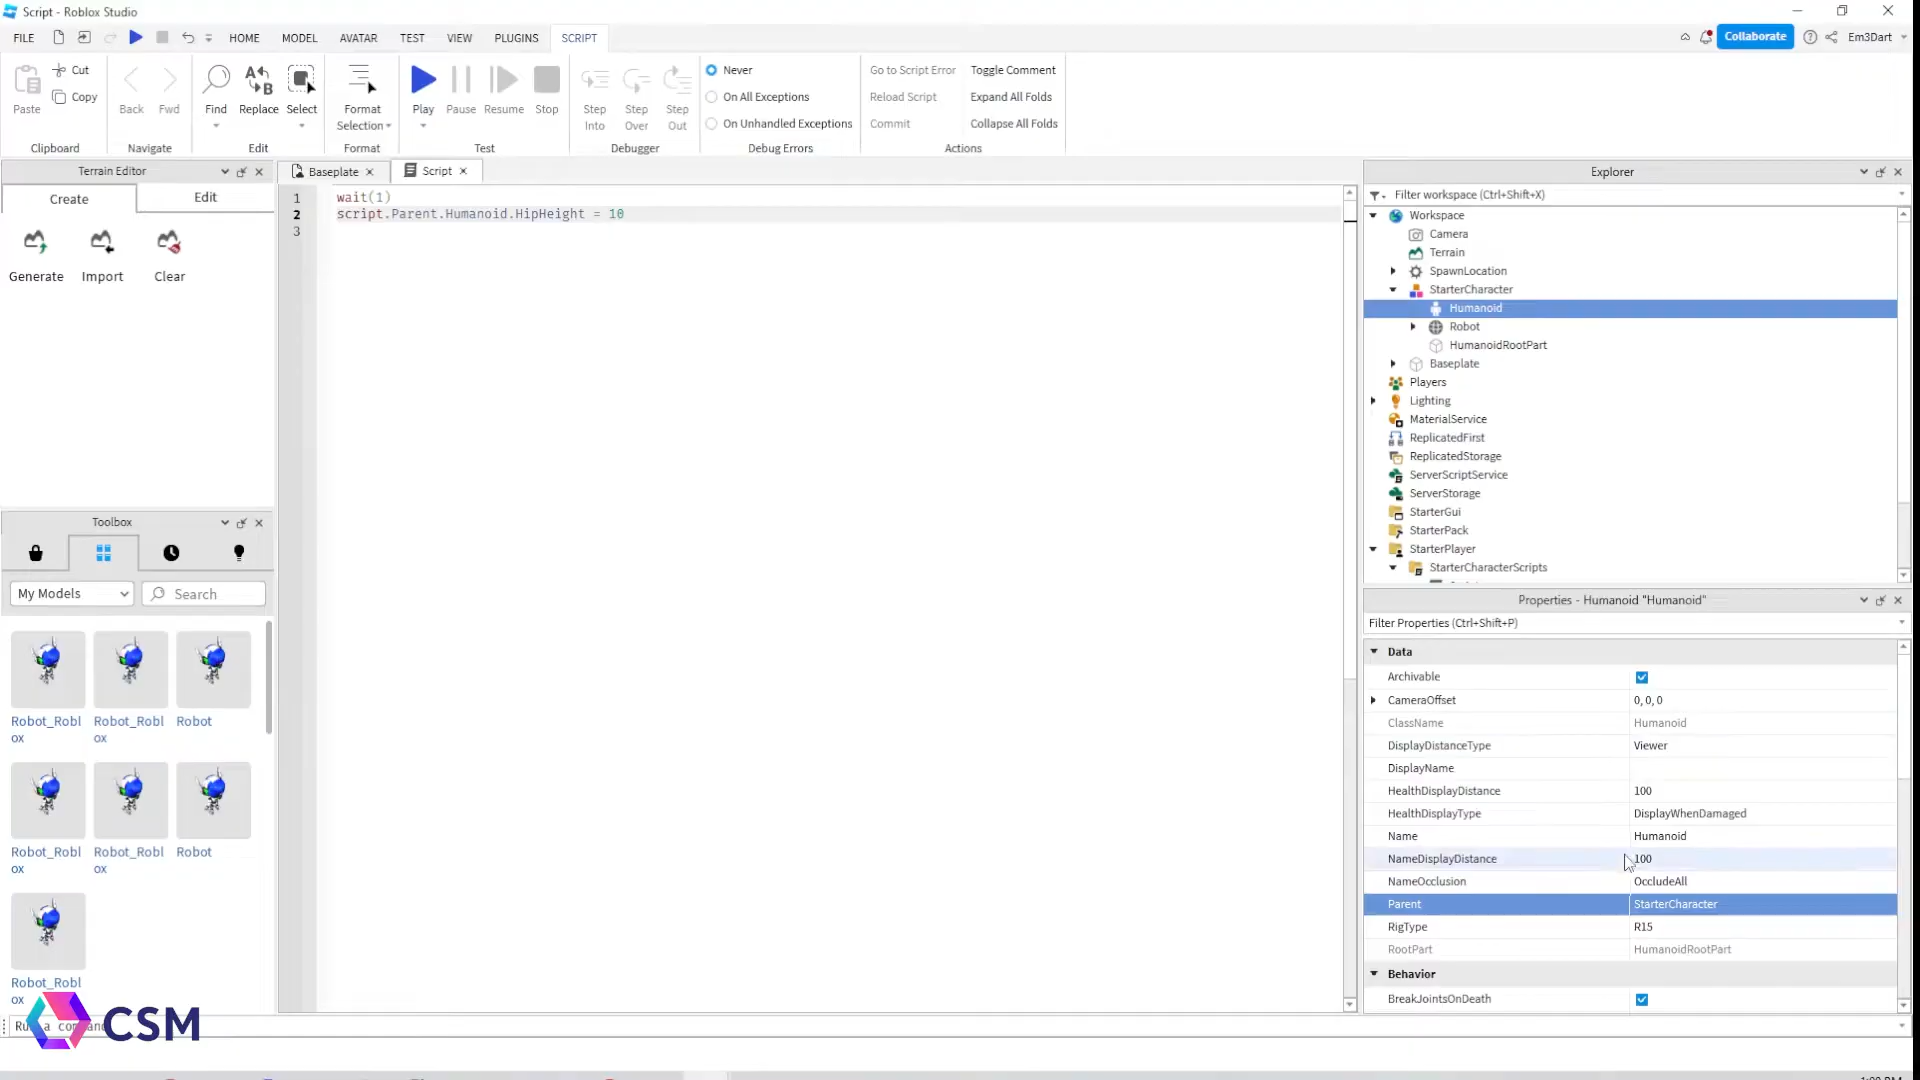 Script - Roblox Studio
FILE HOME MODEL AVATAR TEST VIEW PLUGINS SCRIPT Collaborate Em3Dart
Paste Cut Copy
Clipboard
Back Fwd
Navigate
Find Replace Select
Edit
Format Selection
Format
Play Pause Resume Stop
Test
Step Into Step Over Step Out
Debugger
Never
On All Exceptions
On Unhandled Exceptions
Debug Errors
Go to Script Error Toggle Comment
Reload Script Expand All Folds
Commit Collapse All Folds
Actions
Terrain Editor
Create Edit
Generate Import Clear
Toolbox
My Models Search
Robot_Robl
ox
Robot_Robl
ox
Robot
Robot_Robl
ox
Robot_Robl
ox
Robot
Robot_Robl
ox
CSM
Baseplate Script
1 wait(1)
2 script.Parent.Humanoid.HipHeight = 10
3
Explorer
Filter workspace (Ctrl+Shift+X)
Workspace
Camera
Terrain
SpawnLocation
StarterCharacter
Humanoid
Robot
HumanoidRootPart
Baseplate
Players
Lighting
MaterialService
ReplicatedFirst
ReplicatedStorage
ServerScriptService
ServerStorage
StarterGui
StarterPack
StarterPlayer
StarterCharacterScripts
Properties - Humanoid "Humanoid"
Filter Properties (Ctrl+Shift+P)
Data
Archivable
CameraOffset 0, 0, 0
ClassName Humanoid
DisplayDistanceType Viewer
DisplayName
HealthDisplayDistance 100
HealthDisplayType DisplayWhenDamaged
Name Humanoid
NameDisplayDistance 100
NameOcclusion OccludeAll
Parent StarterCharacter
RigType R15
RootPart HumanoidRootPart
Behavior
BreakJointsOnDeath